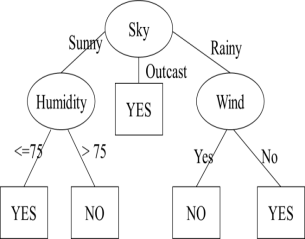 Sky
Sunny
Rainy
Outcast
Humidity
YES
Wind
<=75
> 75
Yes
No
YES
NO
NO
YES